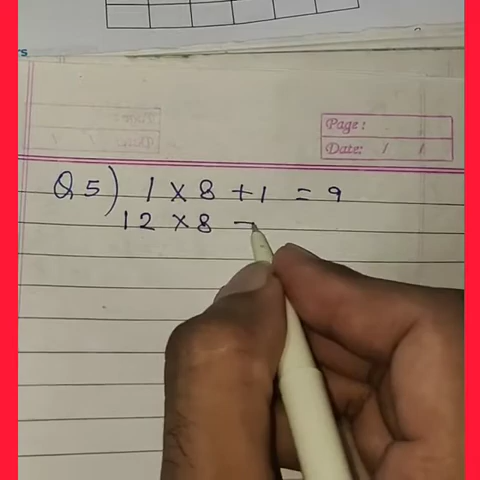 Page:
Date: / /
Q5) 1 × 8 + 1 = 9
12 × 8 -